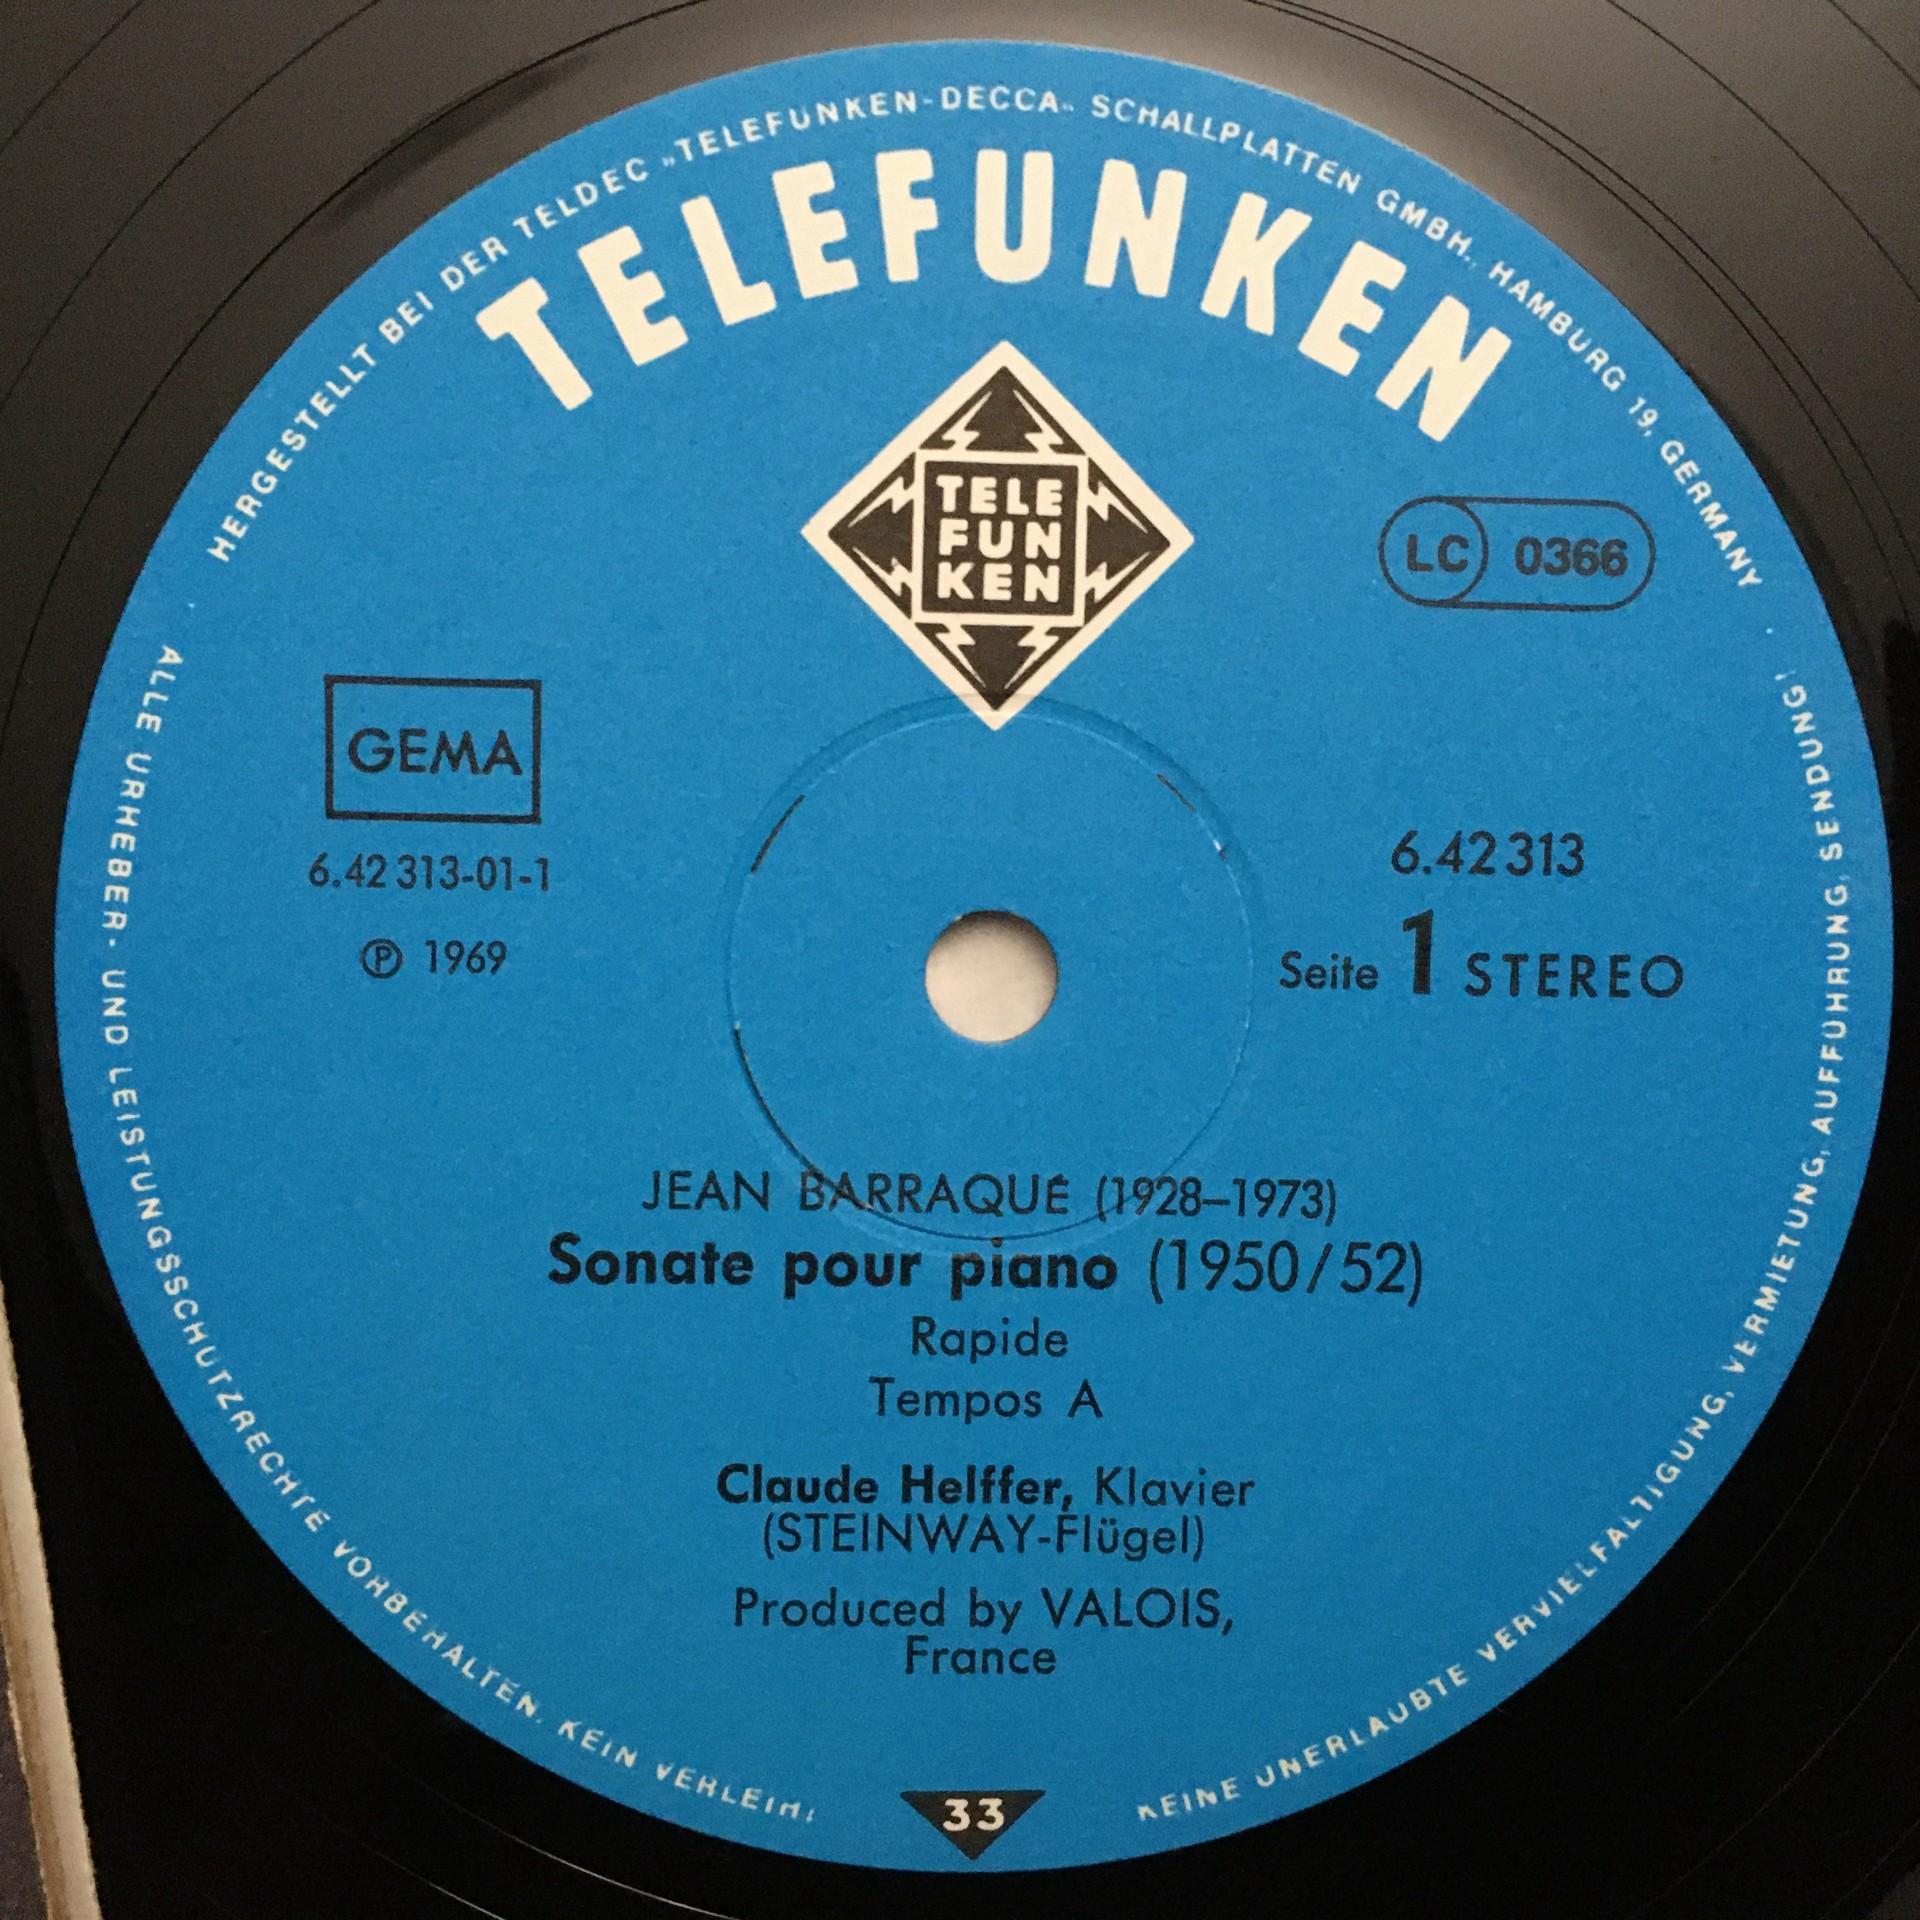 HERGESTELLT BEI DER TELDEC »TELEFUNKEN-DECCA« SCHALLPLATTEN GMBH., HAMBURG 19, GERMANY
TELEFUNKEN
TELE
FUN
KEN
LC 0366
GEMA
6.42 313-01-1
℗ 1969
6.42 313
Seite 1 STEREO
JEAN BARRAQUÉ (1928–1973)
Sonate pour piano (1950/52)
Rapide
Tempos A
Claude Helffer, Klavier
(STEINWAY-Flügel)
Produced by VALOIS,
France
33
ALLE URHEBER- UND LEISTUNGSSCHUTZRECHTE VORBEHALTEN. KEIN VERLEIH!
KEINE UNERLAUBTE VERVIELFALTIGUNG, VERMIETUNG, AUFFUHRUNG, SENDUNG!